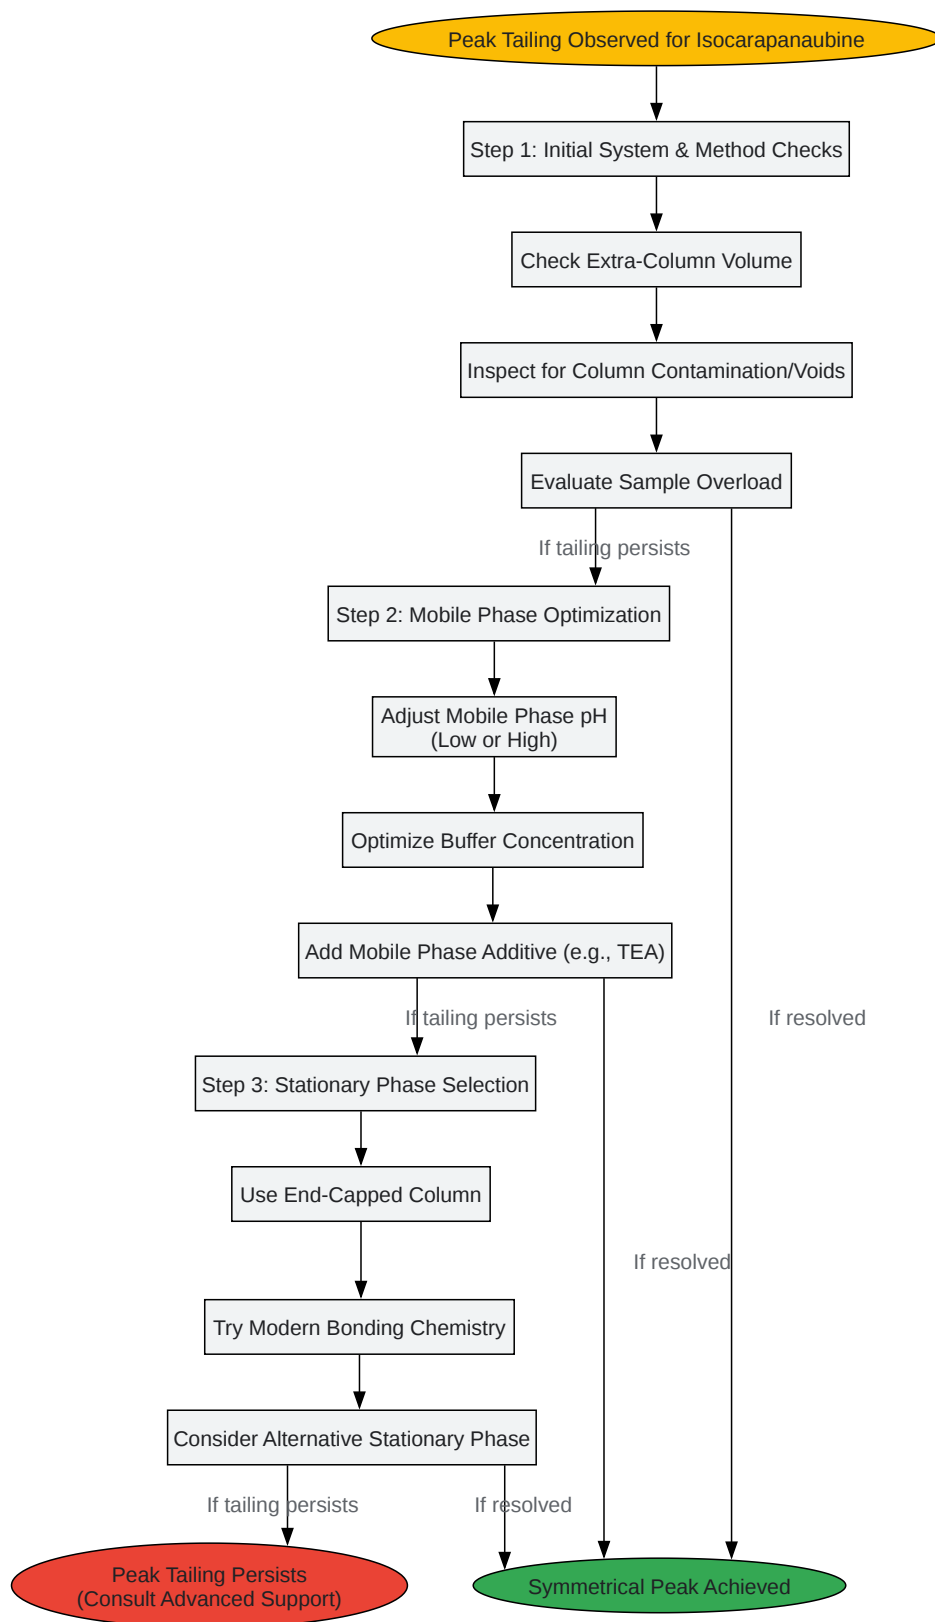 Peak Tailing Observed for Isocarapanaubine
Step 1: Initial System & Method Checks
Check Extra-Column Volume
Inspect for Column Contamination/Voids
Evaluate Sample Overload
If tailing persists
Step 2: Mobile Phase Optimization
Adjust Mobile Phase pH
(Low or High)
Optimize Buffer Concentration
Add Mobile Phase Additive (e.g., TEA)
If tailing persists
If resolved
Step 3: Stationary Phase Selection
Use End-Capped Column
If resolved
Try Modern Bonding Chemistry
Consider Alternative Stationary Phase
If tailing persists
If resolved
Peak Tailing Persists
(Consult Advanced Support)
Symmetrical Peak Achieved